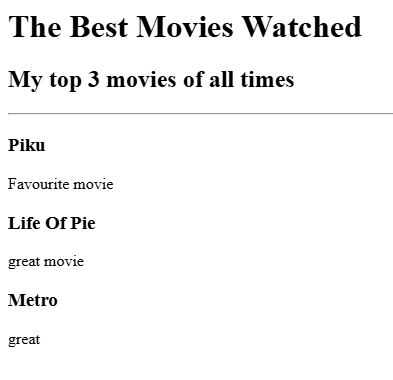 The Best Movies Watched
My top 3 movies of all times
Piku
Favourite movie
Life Of Pie
great movie
Metro
great